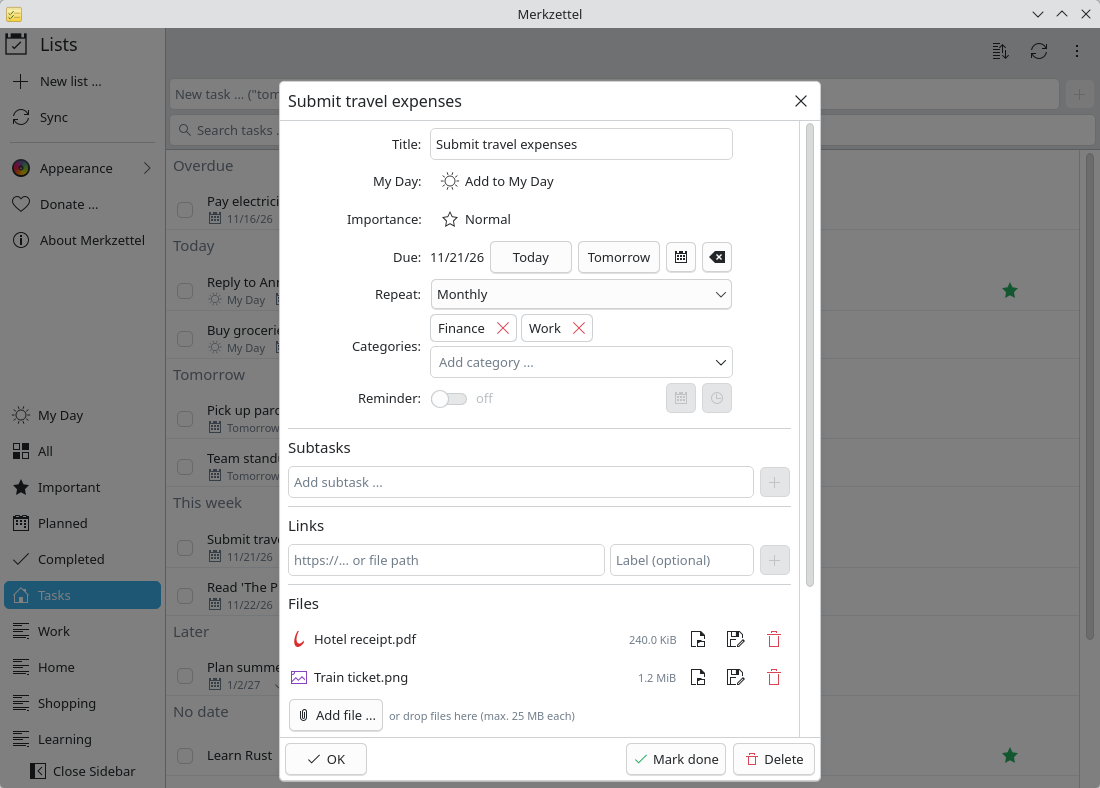 Merkzettel
Lists
New list ...
Sync
Appearance
Donate ...
About Merkzettel
My Day
All
Important
Planned
Completed
Tasks
Work
Home
Shopping
Learning
Close Sidebar
New task ... ("tom
Search tasks .
Overdue
Pay electrici
11/16/26
Today
Reply to Ann
My Day
Buy grocerie
My Day
Tomorrow
Pick up parc
Tomorrow
Team stand
Tomorrow
This week
Submit trav
11/21/26
Read 'The P
11/22/26
Later
Plan summe
1/2/27
No date
Learn Rust
Submit travel expenses
Title: Submit travel expenses
My Day: Add to My Day
Importance: Normal
Due: 11/21/26 Today Tomorrow
Repeat: Monthly
Finance Work
Categories:
Add category ...
Reminder: off
Subtasks
Add subtask ...
Links
https://... or file path Label (optional)
Files
Hotel receipt.pdf 240.0 KiB
Train ticket.png 1.2 MiB
Add file ... or drop files here (max. 25 MB each)
OK Mark done Delete